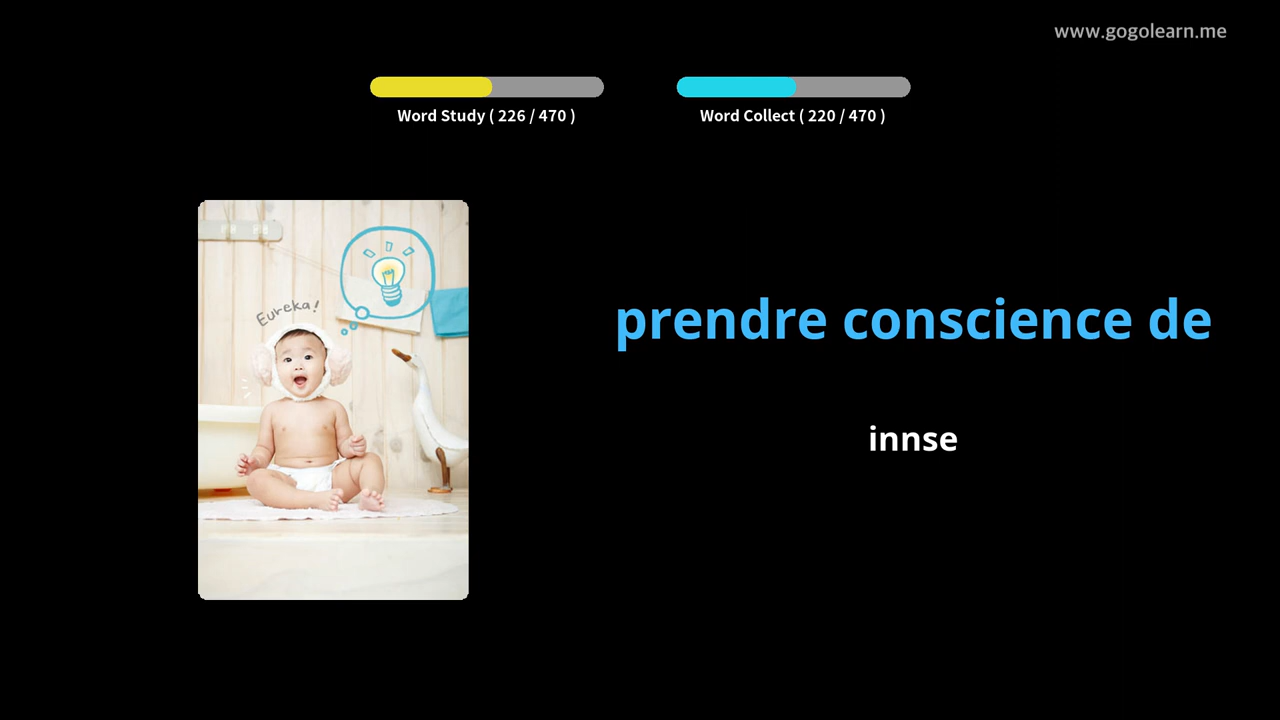 www.gogolearn.me
Word Study ( 226 / 470 )
Word Collect ( 220 / 470 )
Eureka!
prendre conscience de
innse